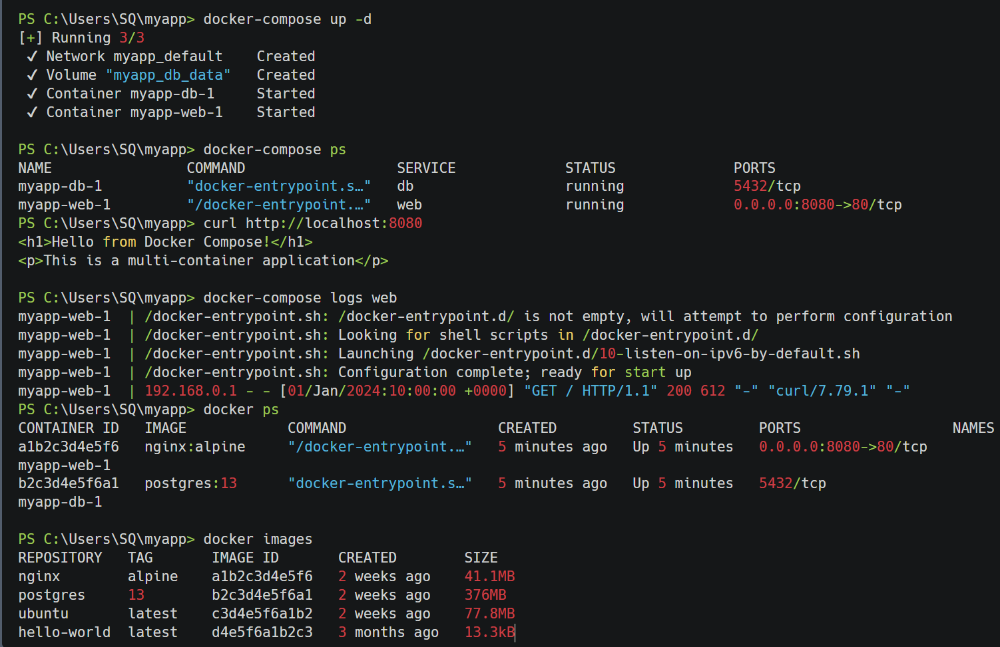 PS C:\Users\SQ\myapp> docker-compose up -d
[+] Running 3/3
 ✔ Network myapp_default    Created
 ✔ Volume "myapp_db_data"   Created
 ✔ Container myapp-db-1     Started
 ✔ Container myapp-web-1    Started

PS C:\Users\SQ\myapp> docker-compose ps
NAME                COMMAND                  SERVICE             STATUS              PORTS
myapp-db-1          "docker-entrypoint.s…"   db                  running             5432/tcp
myapp-web-1         "/docker-entrypoint.…"   web                 running             0.0.0.0:8080->80/tcp
PS C:\Users\SQ\myapp> curl http://localhost:8080
<h1>Hello from Docker Compose!</h1>
<p>This is a multi-container application</p>

PS C:\Users\SQ\myapp> docker-compose logs web
myapp-web-1  | /docker-entrypoint.sh: /docker-entrypoint.d/ is not empty, will attempt to perform configuration
myapp-web-1  | /docker-entrypoint.sh: Looking for shell scripts in /docker-entrypoint.d/
myapp-web-1  | /docker-entrypoint.sh: Launching /docker-entrypoint.d/10-listen-on-ipv6-by-default.sh
myapp-web-1  | /docker-entrypoint.sh: Configuration complete; ready for start up
myapp-web-1  | 192.168.0.1 - - [01/Jan/2024:10:00:00 +0000] "GET / HTTP/1.1" 200 612 "-" "curl/7.79.1" "-"
PS C:\Users\SQ\myapp> docker ps
CONTAINER ID   IMAGE            COMMAND                  CREATED         STATUS         PORTS                  NAMES
a1b2c3d4e5f6   nginx:alpine     "/docker-entrypoint.…"   5 minutes ago   Up 5 minutes   0.0.0.0:8080->80/tcp
myapp-web-1
b2c3d4e5f6a1   postgres:13      "docker-entrypoint.s…"   5 minutes ago   Up 5 minutes   5432/tcp
myapp-db-1

PS C:\Users\SQ\myapp> docker images
REPOSITORY   TAG       IMAGE ID       CREATED        SIZE
nginx        alpine    a1b2c3d4e5f6   2 weeks ago    41.1MB
postgres     13        b2c3d4e5f6a1   2 weeks ago    376MB
ubuntu       latest    c3d4e5f6a1b2   2 weeks ago    77.8MB
hello-world  latest    d4e5f6a1b2c3   3 months ago   13.3kB